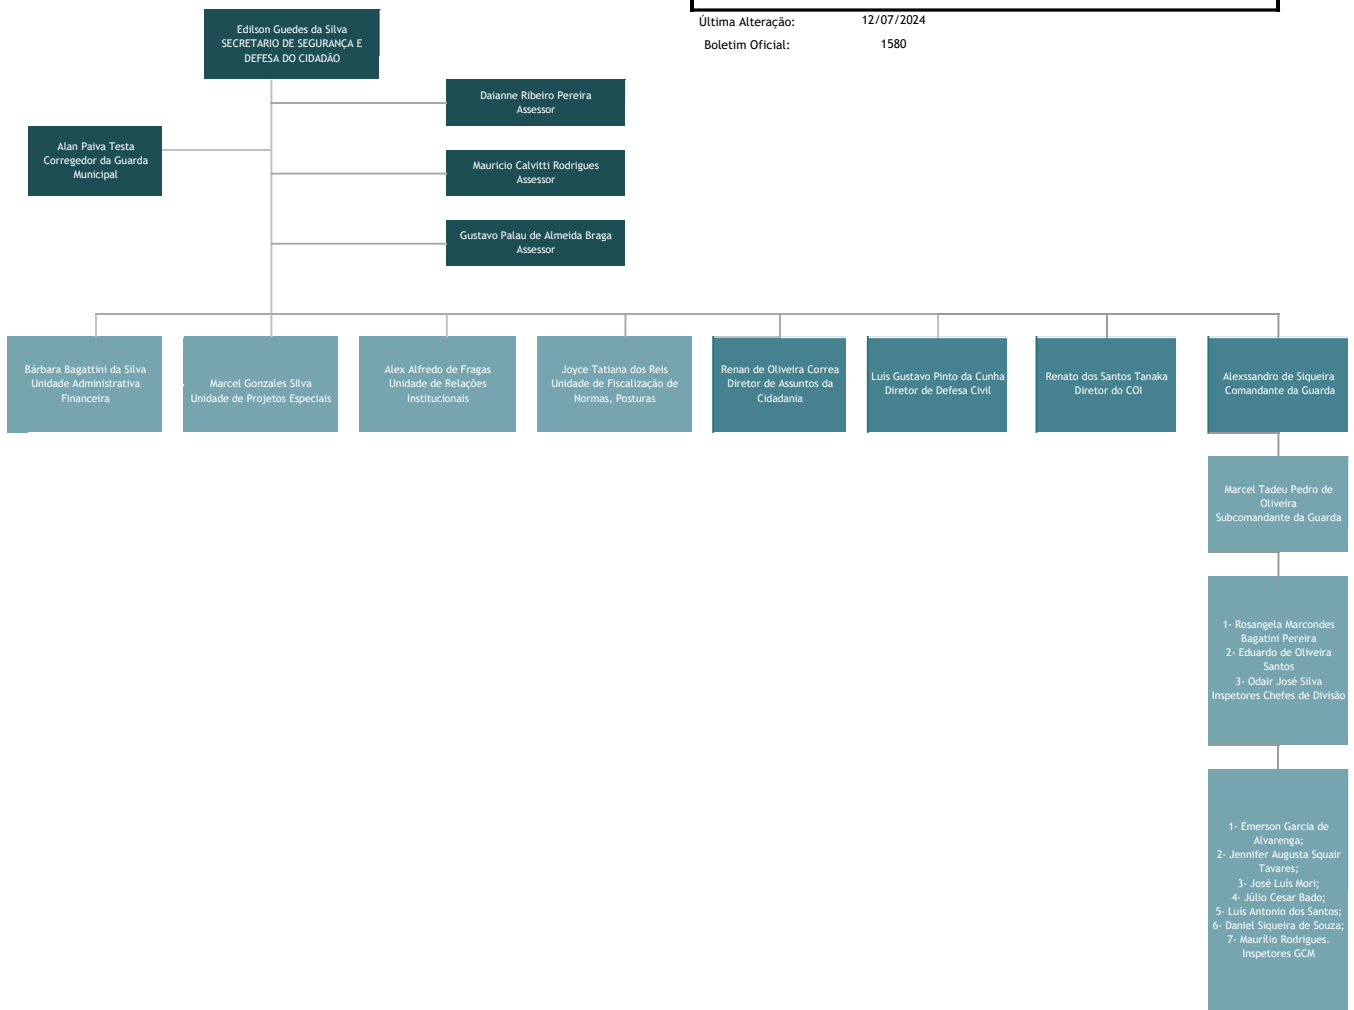 Última Alteração: 12/07/2024
Boletim Oficial: 1580
Edilson Guedes da Silva
SECRETARIO DE SEGURANÇA E
DEFESA DO CIDADÃO
Daianne Ribeiro Pereira
Assessor
Alan Paiva Testa
Corregedor da Guarda
Municipal
Mauricio Calvitti Rodrigues
Assessor
Gustavo Palau de Almeida Braga
Assessor
Bárbara Bagattini da Silva
Unidade Administrativa
Financeira
Marcel Gonzales Silva
Unidade de Projetos Especiais
Alex Alfredo de Fragas
Unidade de Relações
Institucionais
Joyce Tatiana dos Reis
Unidade de Fiscalização de
Normas, Posturas
Renan de Oliveira Correa
Diretor de Assuntos da
Cidadania
Luís Gustavo Pinto da Cunha
Diretor de Defesa Civil
Renato dos Santos Tanaka
Diretor do COI
Alexssandro de Siqueira
Comandante da Guarda
Marcel Tadeu Pedro de
Oliveira
Subcomandante da Guarda
1- Rosangela Marcondes
Bagatini Pereira
2- Eduardo de Oliveira
Santos
3- Odair José Silva
Inspetores Chefes de Divisão
1- Emerson Garcia de
Alvarenga;
2- Jennifer Augusta Squair
Tavares;
3- José Luís Mori;
4- Júlio Cesar Bado;
5- Luís Antonio dos Santos;
6- Daniel Siqueira de Souza;
7- Maurílio Rodrigues.
Inspetores GCM